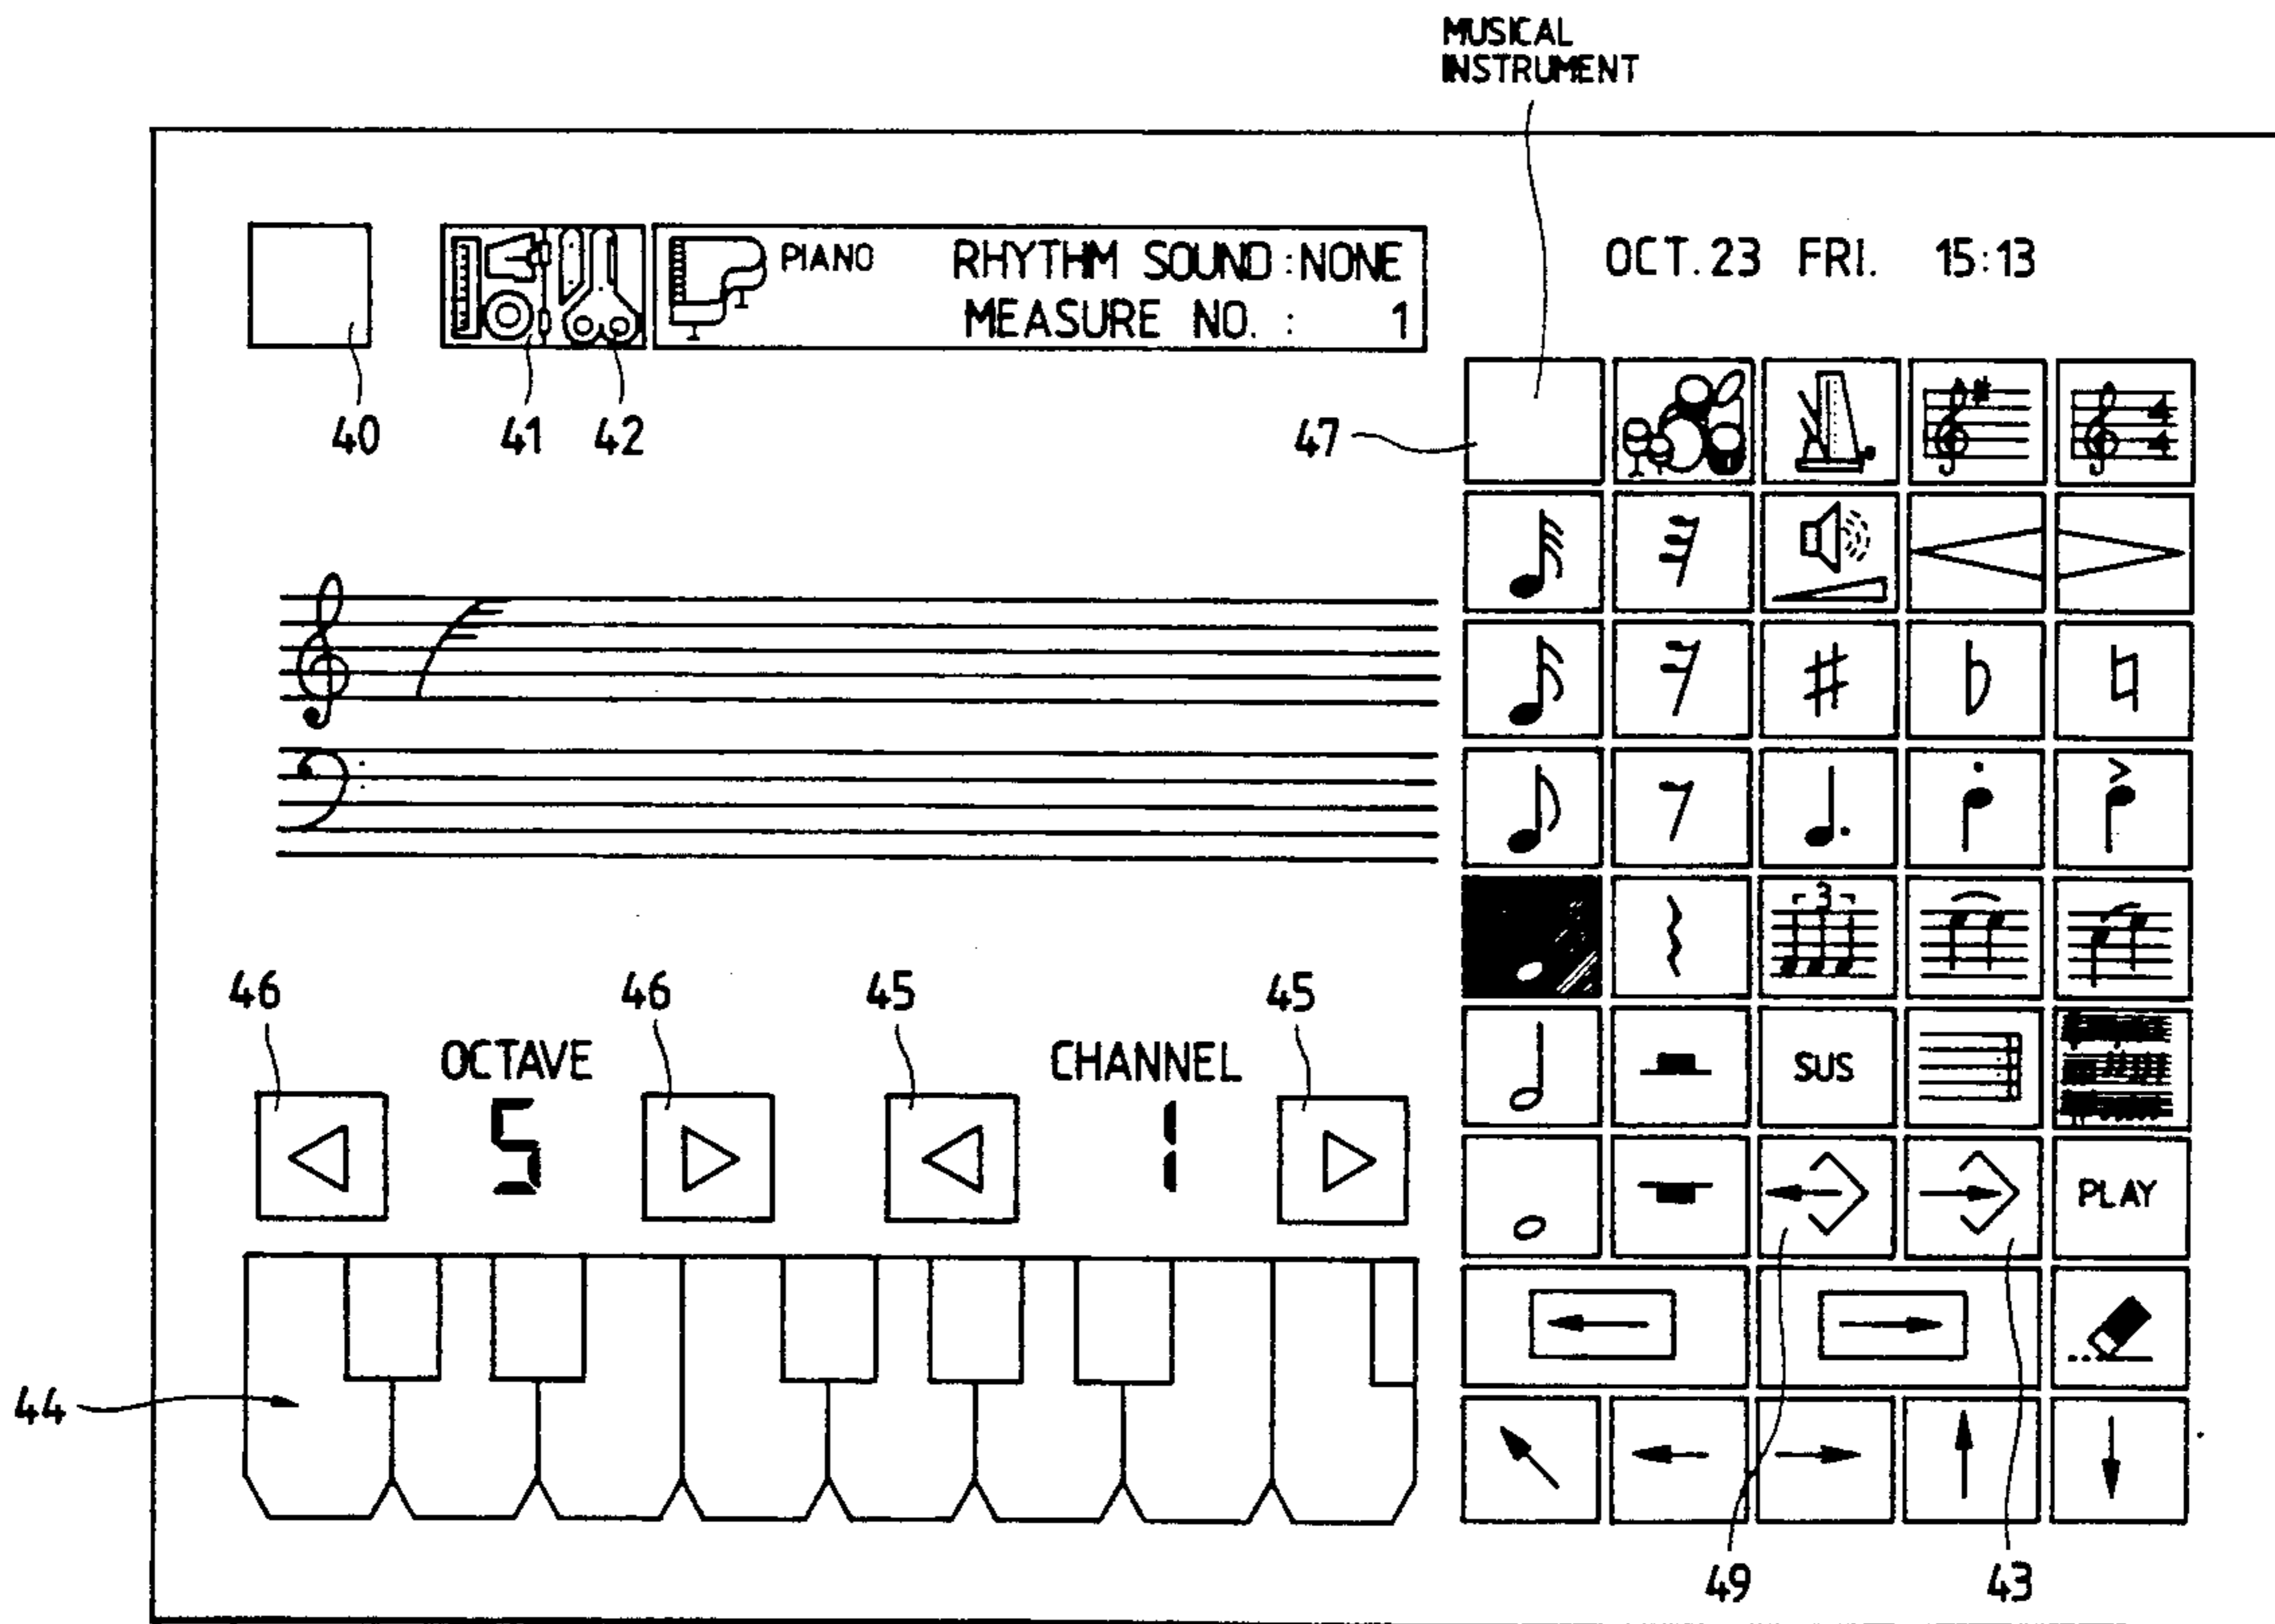 MUSICAL
INSTRUMENT
PIANO RHYTHM SOUND :NONE
MEASURE NO. : 1
OCT. 23 FRI. 15:13
40
41
42
47
3
46
46
45
45
OCTAVE
CHANNEL
SUS
5
1
PLAY
44
49
43